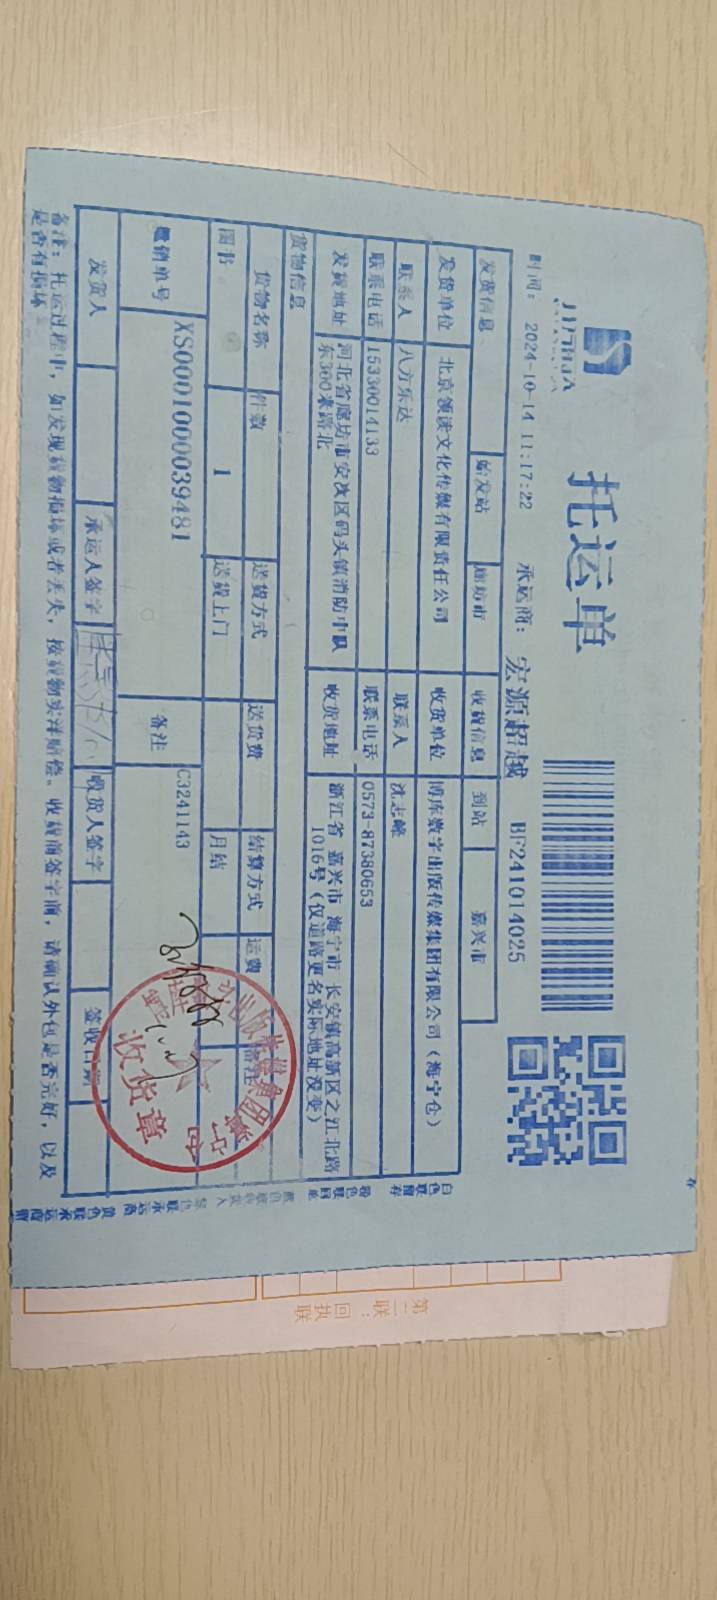 托运单
时间: 2024-10-14 11:17:22 承运商: 宏源超越 BF241014025
发货信息 始发站 廊坊市 收货信息 到站 嘉兴市
发货单位 北京领读文化传媒有限责任公司 收货单位 博库数字出版传媒集团有限公司(海宁仓)
联系人 八方乐达 联系人 沈志峰
联系电话 15330014133 联系电话 0573-87380653
发货地址 河北省廊坊市安次区码头镇消防中队东300米路北 收货地址 浙江省 嘉兴市 海宁市 长安镇高新区之江北路1016号(仅道路更名实际地址没变)
货物信息
货物名称 件数 送货方式 送货费 结算方式 运费 备注
图书 1 送货上门 月结
营销单号 XS0001000039481 备注 C3241143
发货人 承运人签字 收货人签字 签收日期
备注: 托运过程中, 如发现货物损坏或者丢失, 按货物实洋赔偿。收货前签字前, 请确认外包是否完好, 以及
是否有损坏
收货章
第二联:回执联